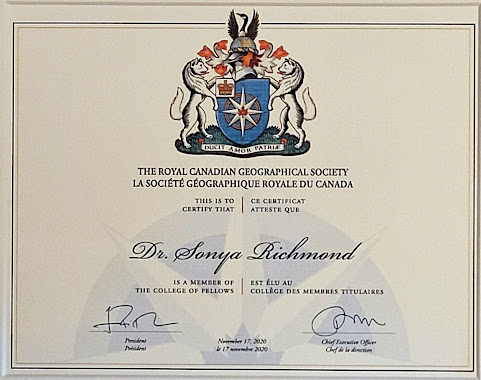 DUCIT AMOR PATRIÆ
THE ROYAL CANADIAN GEOGRAPHICAL SOCIETY
LA SOCIÉTÉ GÉOGRAPHIQUE ROYALE DU CANADA
THIS IS TO
CERTIFY THAT
CE CERTIFICAT
ATTESTE QUE
Dr. Sonya Richmond
IS A MEMBER OF
THE COLLEGE OF FELLOWS
EST ÉLU AU
COLLÈGE DES MEMBRES TITULAIRES
President
Président
November 17, 2020
le 17 novembre 2020
Chief Executive Officer
Chef de la direction